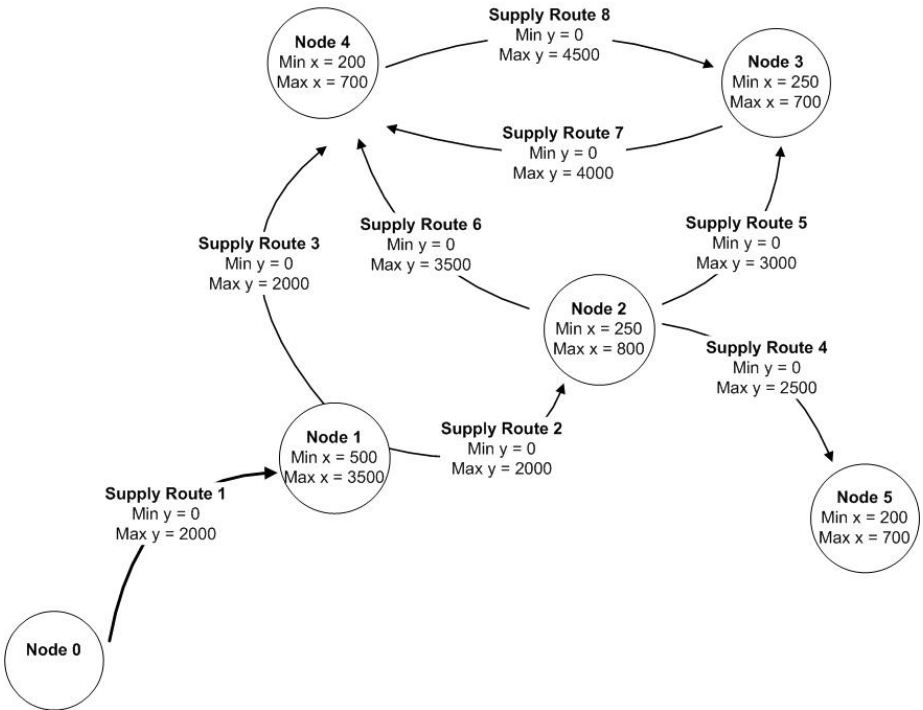 Supply Route 8
Min y = 0
Max y = 4500
Node 4
Min x = 200
Max x = 700
Node 3
Min x = 250
Max x = 700
Supply Route 7
Min y = 0
Max y = 4000
Supply Route 3
Min y = 0
Max y = 2000
Supply Route 6
Min y = 0
Max y = 3500
Supply Route 5
Min y = 0
Max y = 3000
Node 2
Min x = 250
Max x = 800
Supply Route 4
Min y = 0
Max y = 2500
Node 1
Min x = 500
Max x = 3500
Supply Route 2
Min y = 0
Max y = 2000
Supply Route 1
Min y = 0
Max y = 2000
Node 5
Min x = 200
Max x = 700
Node 0